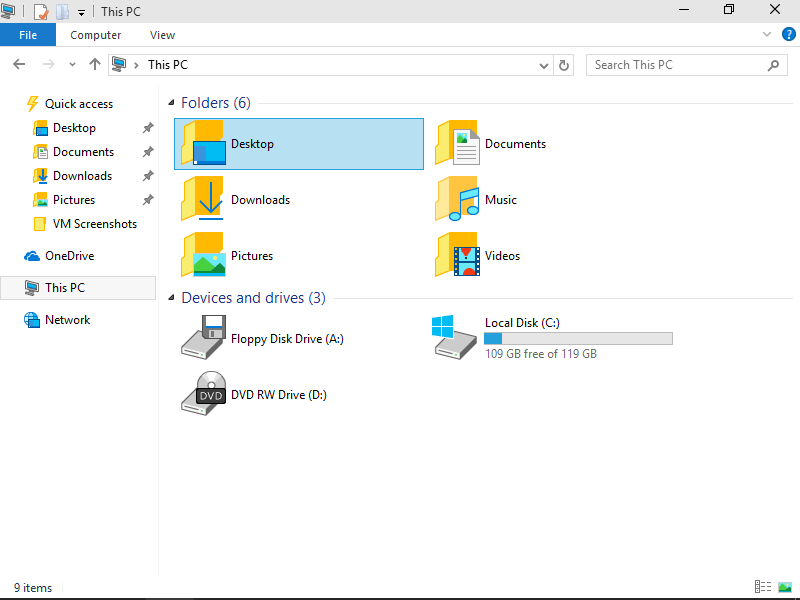 This PC
File Computer View
This PC
Search This PC
Quick access
Desktop
Documents
Downloads
Pictures
VM Screenshots
OneDrive
This PC
Network
Folders (6)
Desktop
Documents
Downloads
Music
Pictures
Videos
Devices and drives (3)
Floppy Disk Drive (A:)
Local Disk (C:)
109 GB free of 119 GB
DVD
DVD RW Drive (D:)
9 items